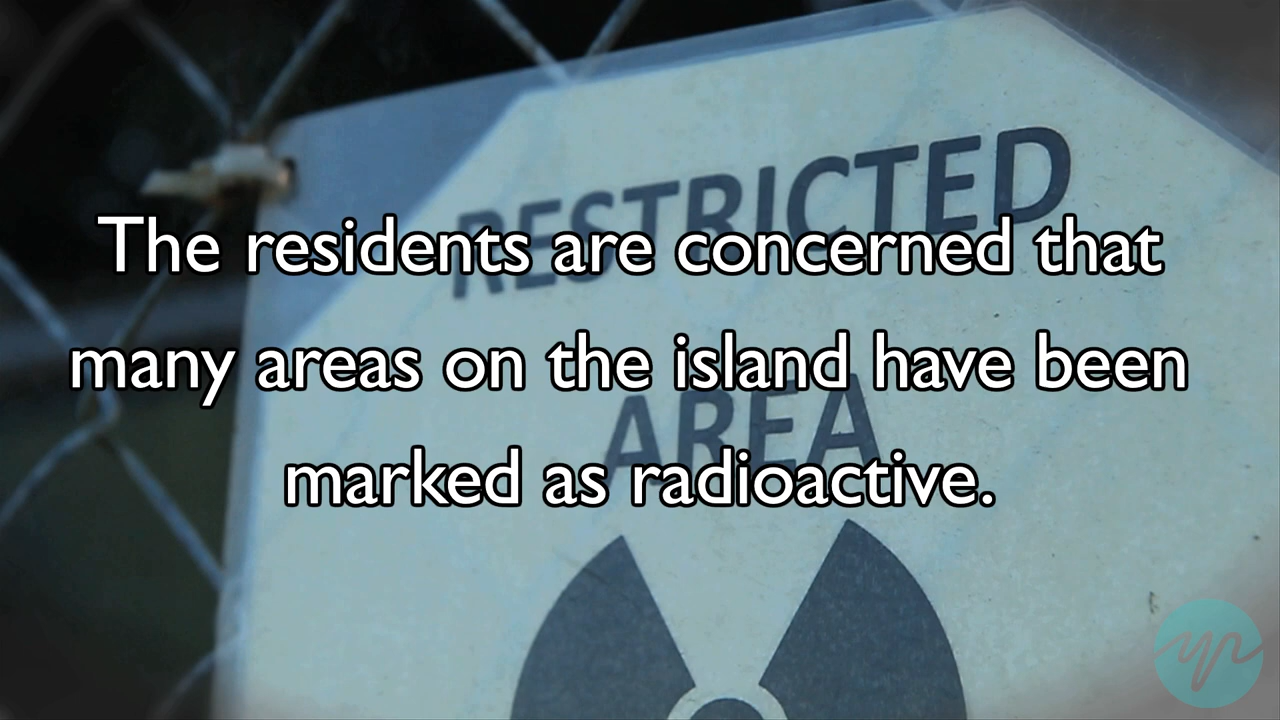 RESTRICTED
The residents are concerned that
many areas on the island have been
AREA
marked as radioactive.